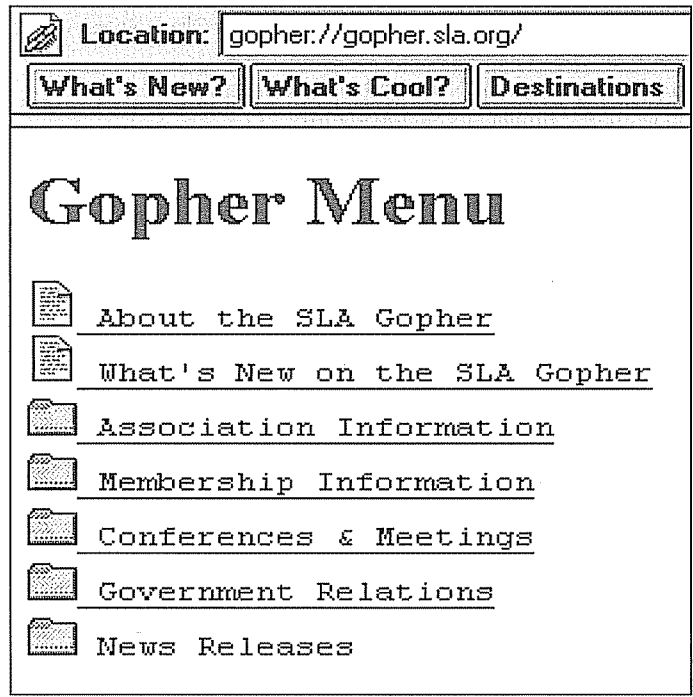 Location: gopher://gopher.sla.org/
What's New? What's Cool? Destinations
Gopher Menu
About the SLA Gopher
What's New on the SLA Gopher
Association Information
Membership Information
Conferences & Meetings
Government Relations
News Releases